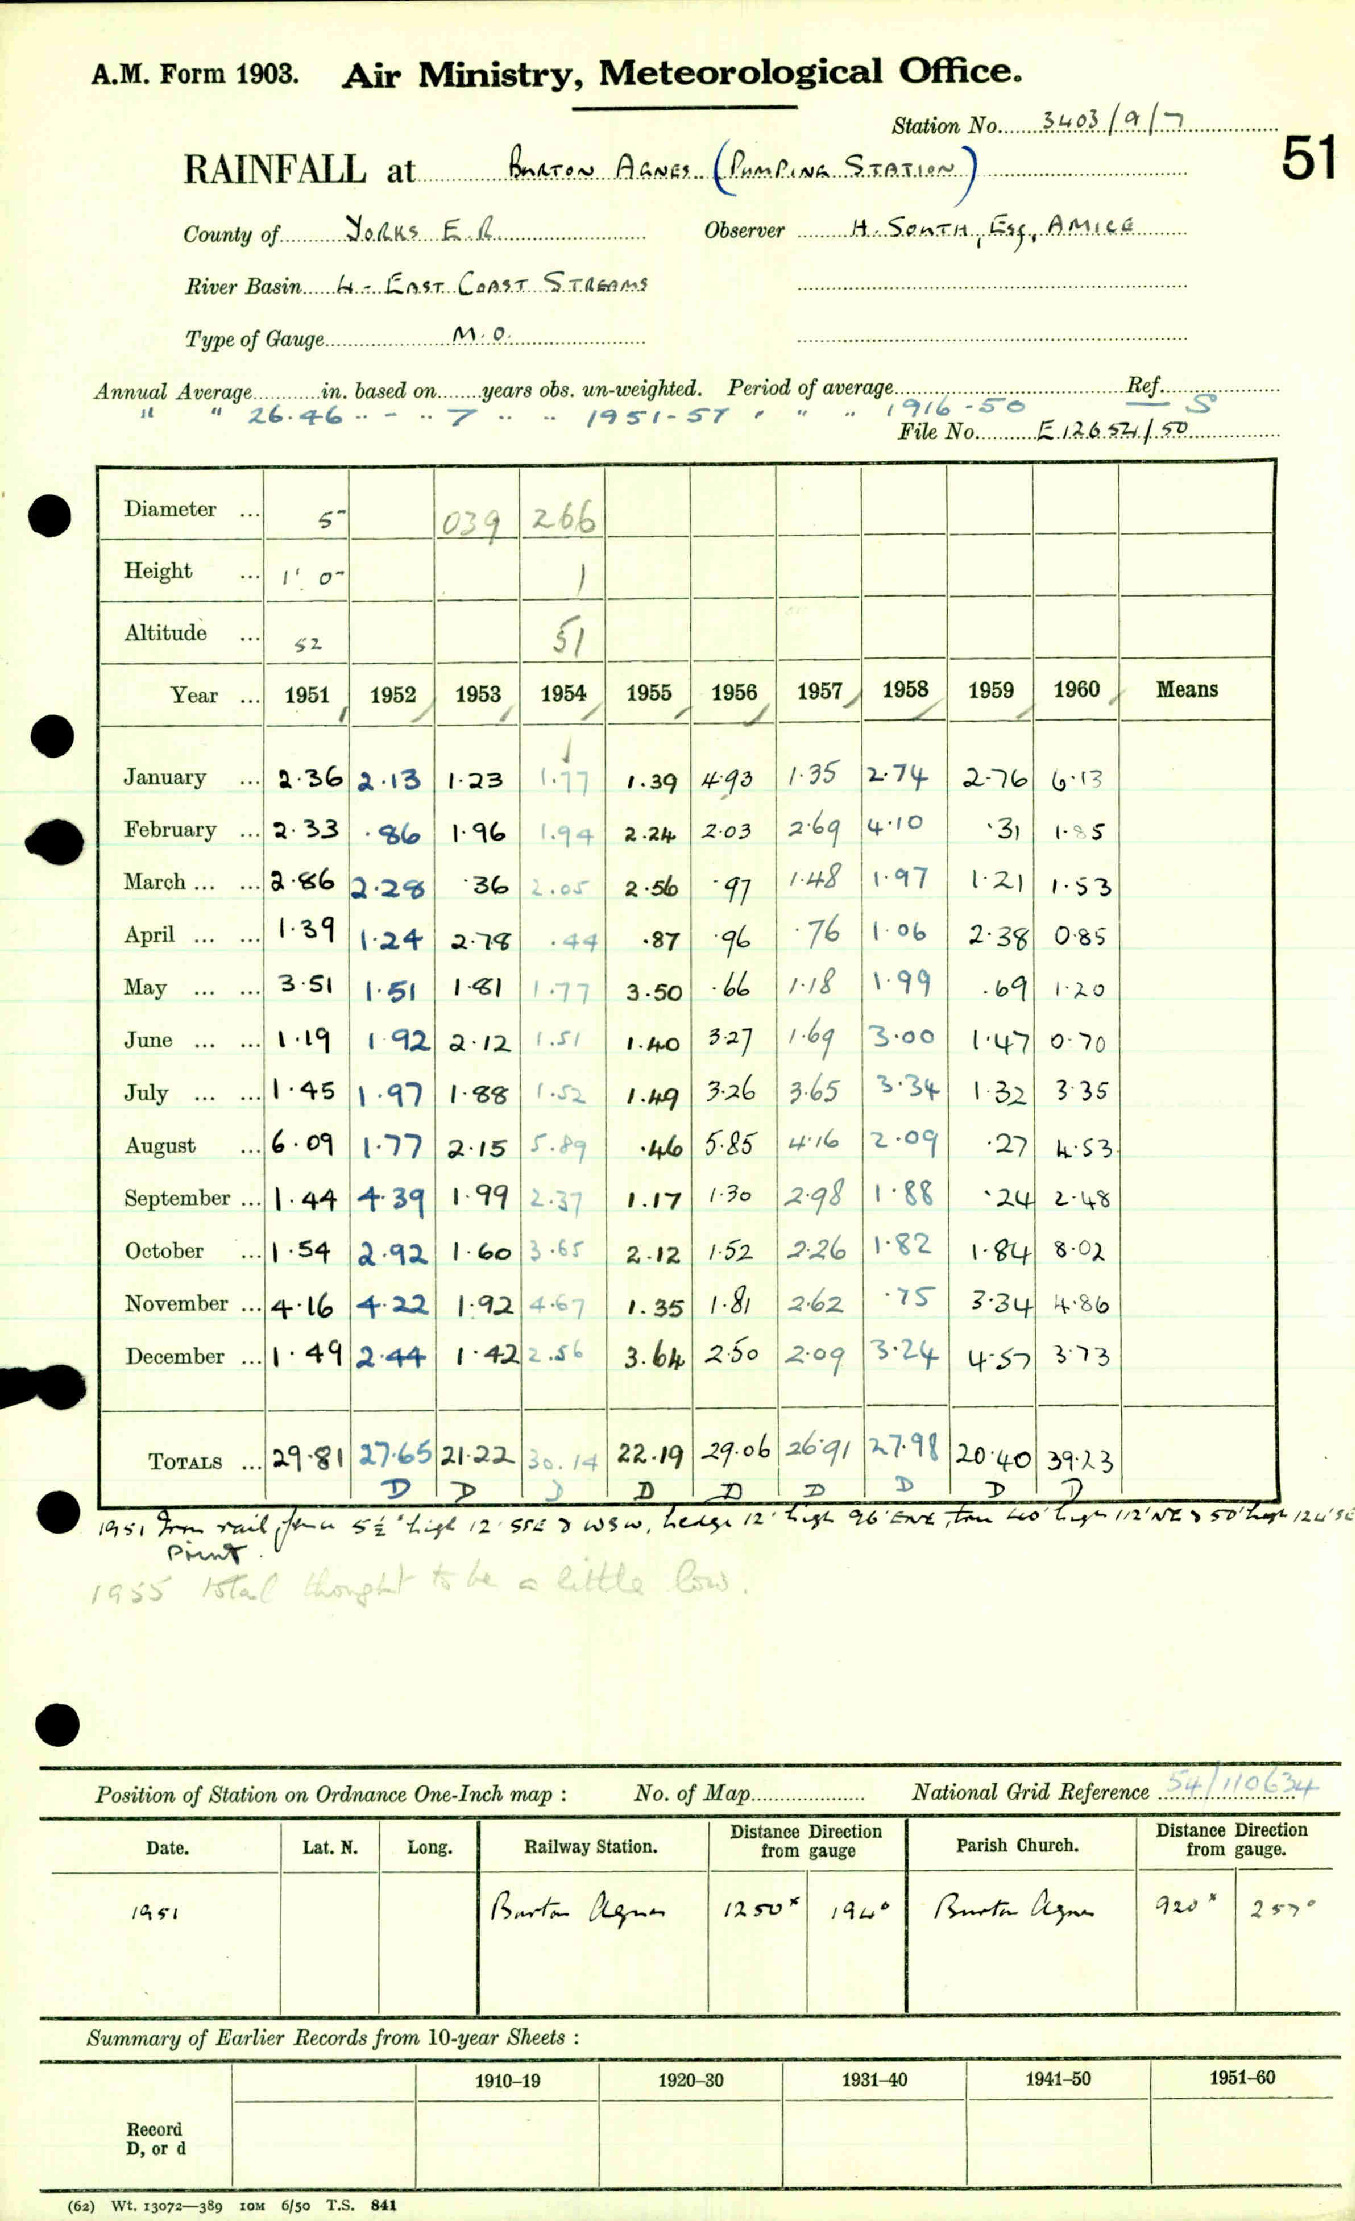 A.M. Form 1903. Air Ministry, Meteorological Office.
Station No. 3403/9/7
51
RAINFALL at BURTON AGNES (PUMPING STATION)
County of YORKS E.R. Observer H. SOUTH, Esq, AMICE
River Basin 4 - EAST COAST STREAMS
Type of Gauge M.O.
Annual Average in. based on years obs. un-weighted. Period of average Ref.
" " 26.46 " - " 7 " " 1951-57 " " " 1916-50 S
File No. E 12654/50
Diameter ... 5" 039 266
Height ... 1' 0" 1
Altitude ... 52 51
Year ... 1951 1952 1953 1954 1955 1956 1957 1958 1959 1960 Means
January ... 2.36 2.13 1.23 1.77 1.39 4.93 1.35 2.74 2.76 6.13
February ... 2.33 .86 1.96 1.94 2.24 2.03 2.69 4.10 .31 1.85
March ... ... 2.86 2.28 .36 2.05 2.56 .97 1.48 1.97 1.21 1.53
April ... ... 1.39 1.24 2.78 .44 .87 .96 .76 1.06 2.38 0.85
May ... ... 3.51 1.51 1.81 1.77 3.50 .66 1.18 1.99 .69 1.20
June ... ... 1.19 1.92 2.12 1.51 1.40 3.27 1.69 3.00 1.47 0.70
July ... ... 1.45 1.97 1.88 1.52 1.49 3.26 3.65 3.34 1.32 3.35
August ... 6.09 1.77 2.15 5.89 .46 5.85 4.16 2.09 .27 4.53
September ... 1.44 4.39 1.99 2.37 1.17 1.30 2.98 1.88 .24 2.48
October ... 1.54 2.92 1.60 3.65 2.12 1.52 2.26 1.82 1.84 8.02
November ... 4.16 4.22 1.92 4.67 1.35 1.81 2.62 .75 3.34 4.86
December ... 1.49 2.44 1.42 2.56 3.64 2.50 2.09 3.24 4.57 3.73
TOTALS ... 29.81 27.65 21.22 30.14 22.19 29.06 26.91 27.98 20.40 39.23
D D D D D D D D D
1951 Iron rail 5½" high 12' SSE & WSW, hedge 12' high 96' ENE, tree 40' high 112' NE & 50' high 124' SE
Point.
1955 total thought to be a little low.
Position of Station on Ordnance One-Inch map : No. of Map National Grid Reference 54/110634
Date. Lat. N. Long. Railway Station. Distance from Direction gauge Parish Church. Distance from Direction gauge.
1951 Burton Agnes 1250ˣ 194° Burton Agnes 920ˣ 257°
Summary of Earlier Records from 10-year Sheets :
1910–19 1920–30 1931–40 1941–50 1951–60
Record
D, or d
(62) Wt. 13072—389 10M 6/50 T.S. 841